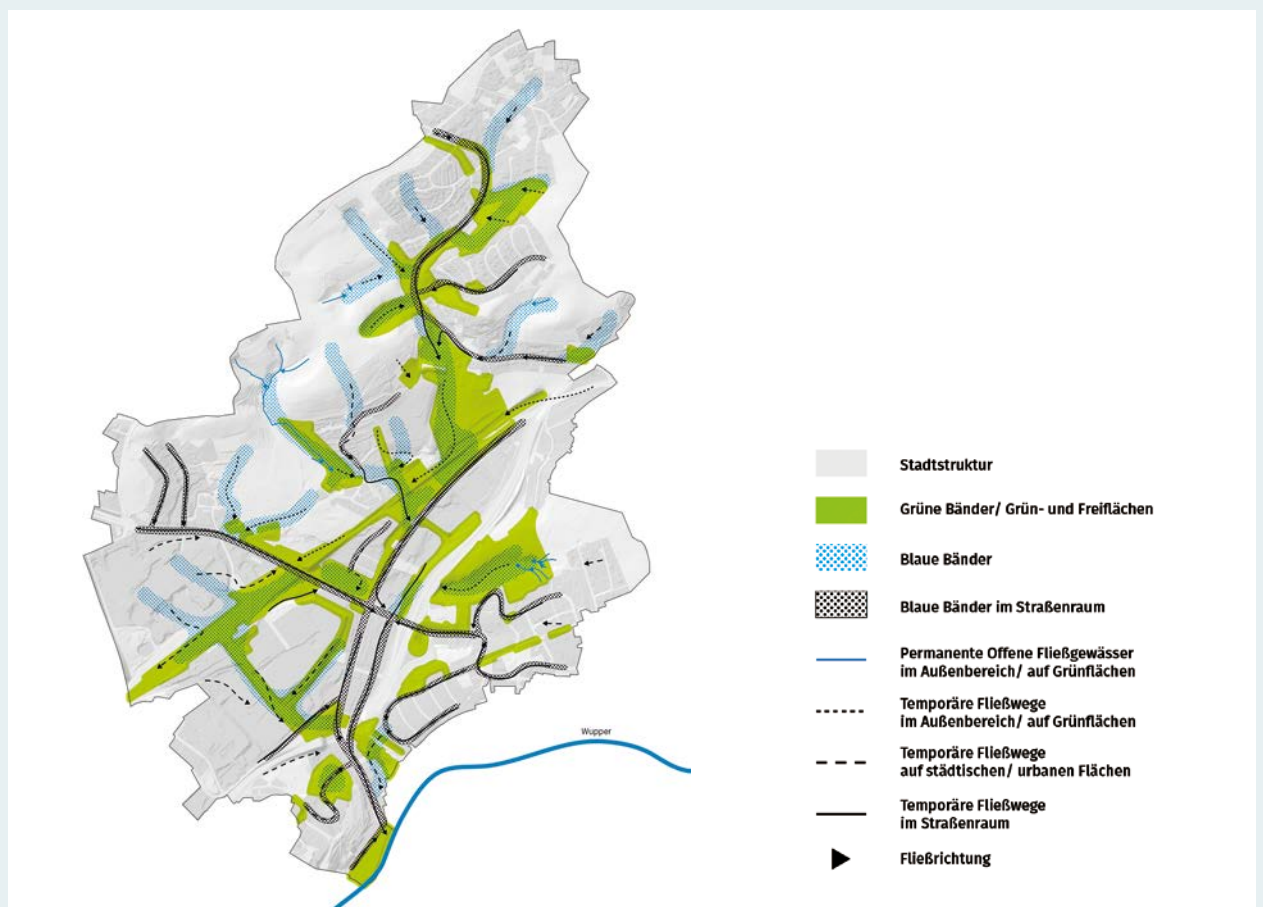 Wupper
Stadtstruktur
Grüne Bänder/ Grün- und Freiflächen
Blaue Bänder
Blaue Bänder im Straßenraum
Permanente Offene Fließgewässer
im Außenbereich/ auf Grünflächen
Temporäre Fließwege
im Außenbereich/ auf Grünflächen
Temporäre Fließwege
auf städtischen/ urbanen Flächen
Temporäre Fließwege
im Straßenraum
Fließrichtung